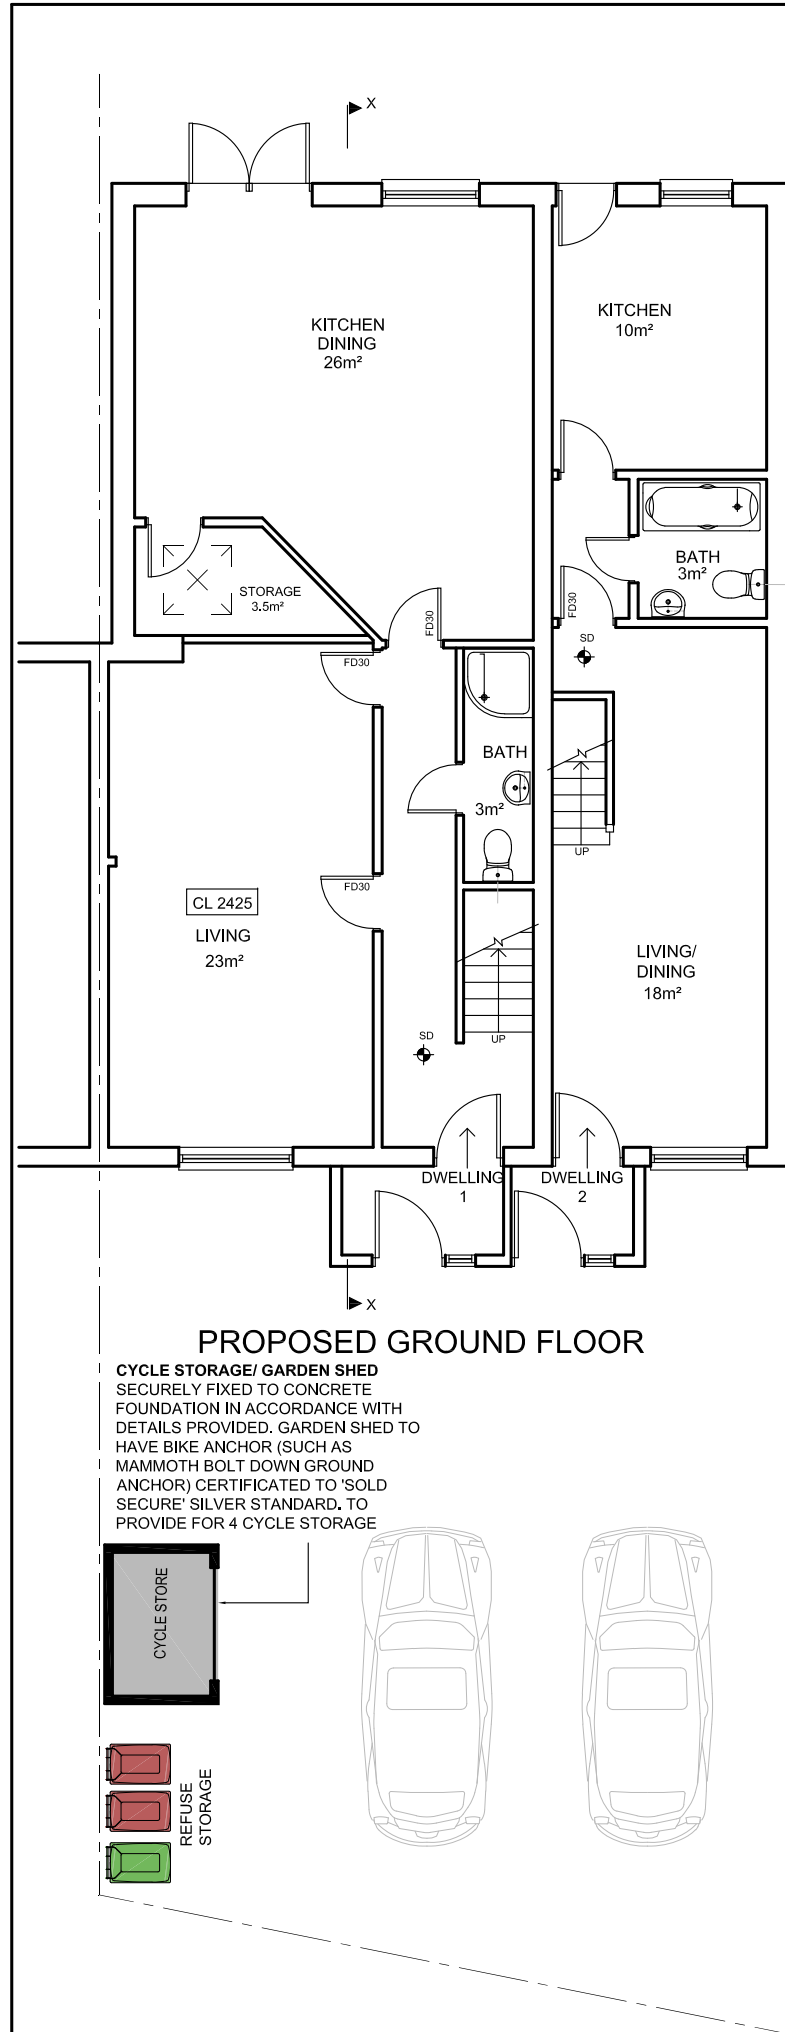 X
KITCHEN
DINING
26m²
KITCHEN
10m²
BATH
3m²
STORAGE
3.5m²
FD30
FD30
SD
FD30
BATH
3m²
UP
FD30
CL 2425
LIVING
23m²
LIVING/
DINING
18m²
SD
UP
DWELLING
1
DWELLING
2
X
PROPOSED GROUND FLOOR
CYCLE STORAGE/ GARDEN SHED
SECURELY FIXED TO CONCRETE
FOUNDATION IN ACCORDANCE WITH
DETAILS PROVIDED. GARDEN SHED TO
HAVE BIKE ANCHOR (SUCH AS
MAMMOTH BOLT DOWN GROUND
ANCHOR) CERTIFICATED TO 'SOLD
SECURE' SILVER STANDARD. TO
PROVIDE FOR 4 CYCLE STORAGE
CYCLE STORE
REFUSE
STORAGE